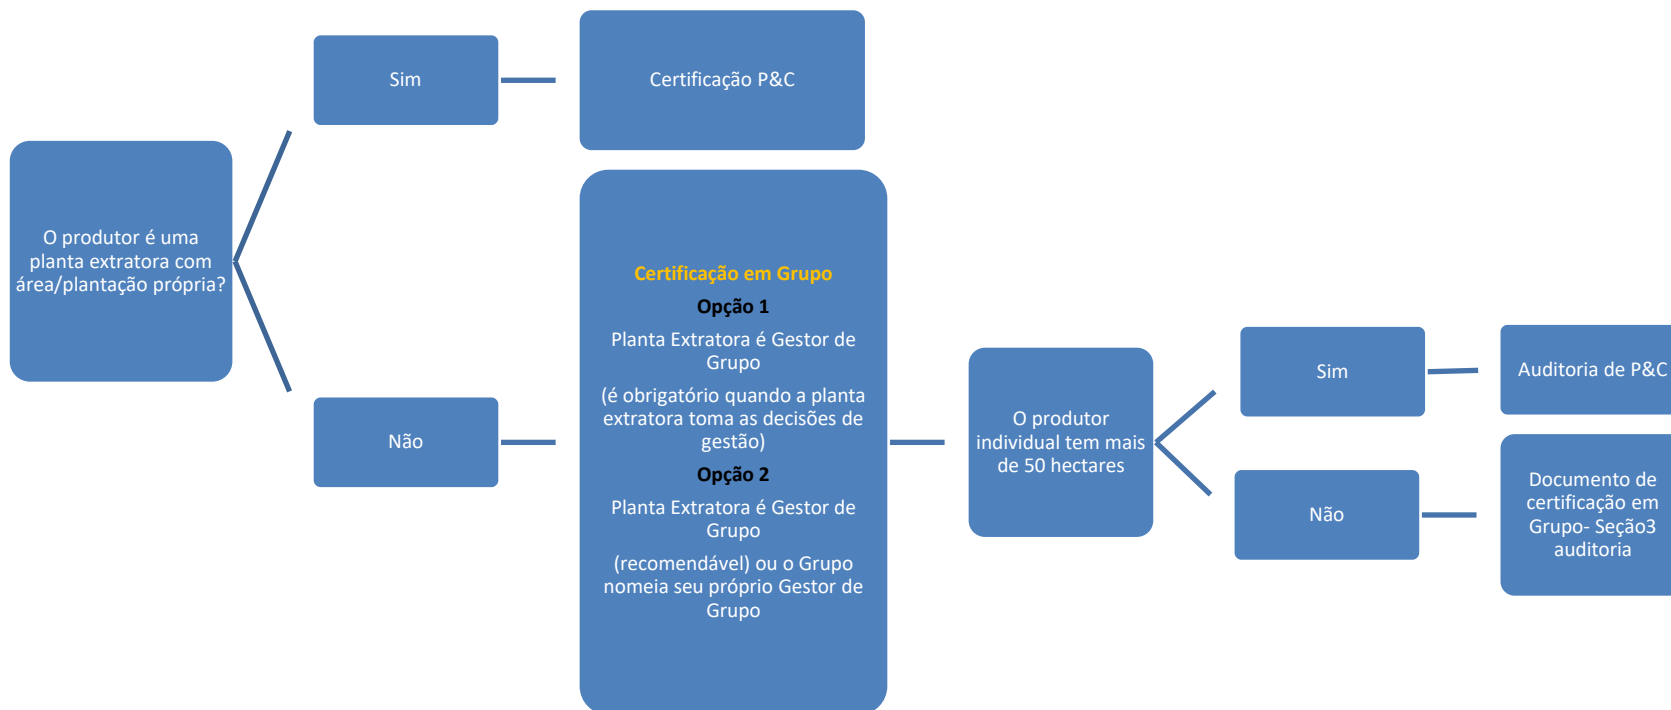 O produtor é uma
planta extratora com
área/plantação própria?
Sim
Certificação P&C
Não
Certificação em Grupo
Opção 1
Planta Extratora é Gestor de
Grupo
(é obrigatório quando a planta
extratora toma as decisões de
gestão)
Opção 2
Planta Extratora é Gestor de
Grupo
(recomendável) ou o Grupo
nomeia seu próprio Gestor de
Grupo
O produtor
individual tem mais
de 50 hectares
Sim
Auditoria de P&C
Não
Documento de
certificação em
Grupo- Seção3
auditoria